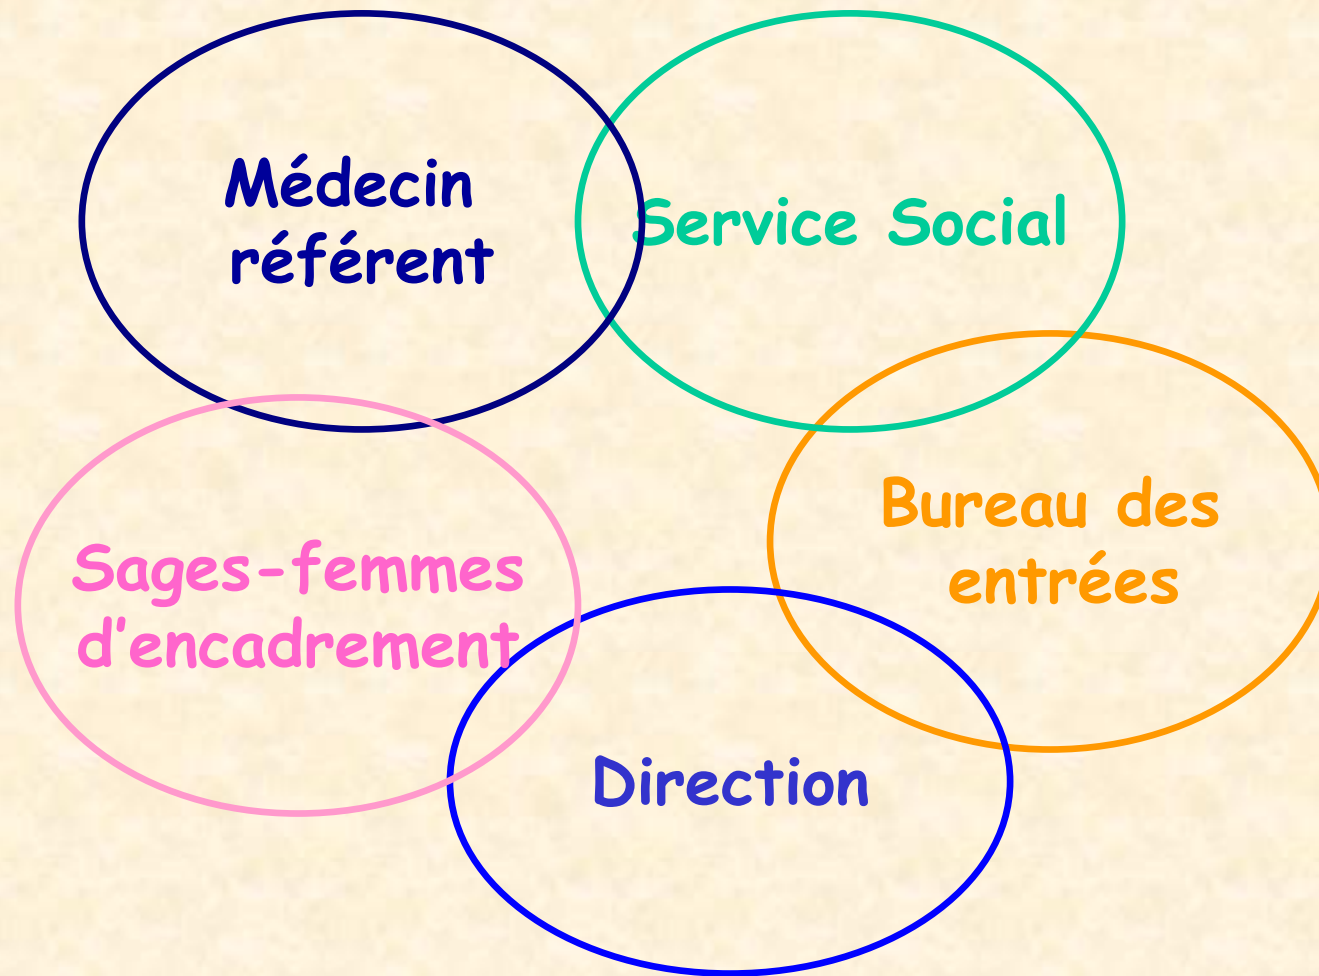 Médecin
référent
Service Social
Bureau des
entrées
Sages-femmes
d’encadrement
Direction